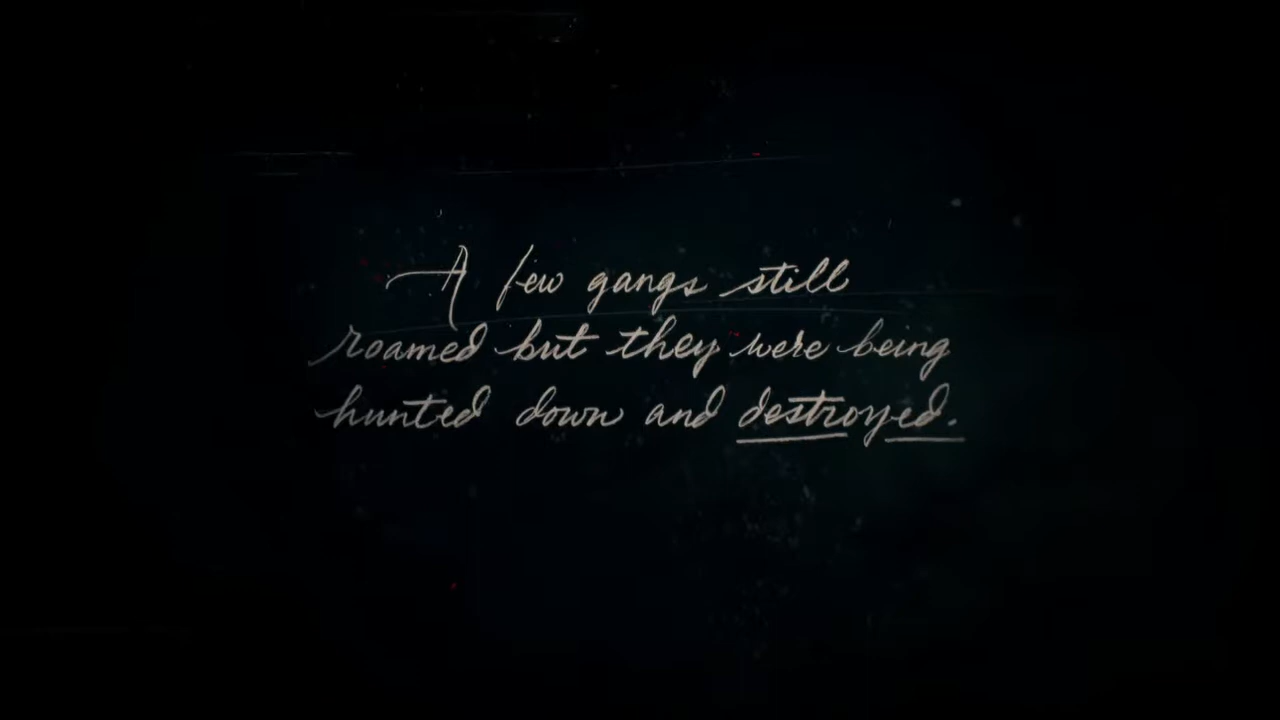 A few gangs still
roamed but they were being
hunted down and destroyed.